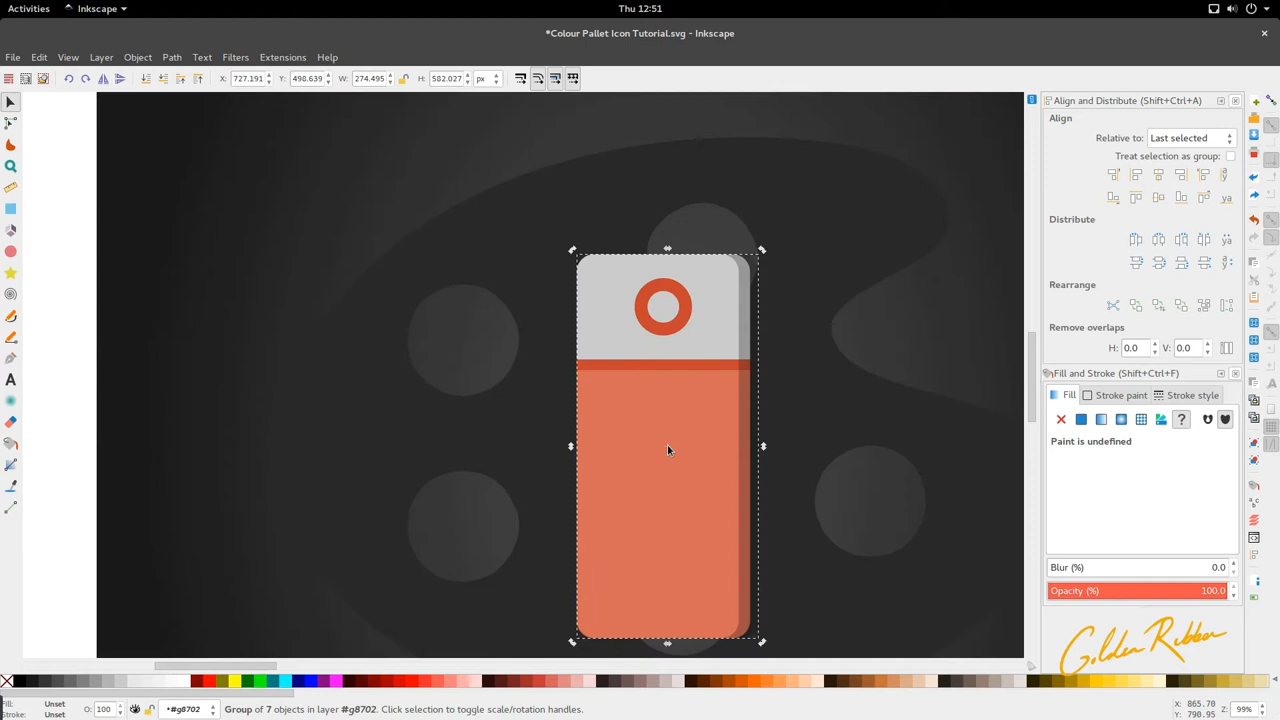 Activities Inkscape Thu 12:51
*Colour Pallet Icon Tutorial.svg - Inkscape
File Edit View Layer Object Path Text Filters Extensions Help
X: 727.191 Y: 498.639 W: 274.495 H: 582.027 px
Align and Distribute (Shift+Ctrl+A)
Align
Relative to: Last selected
Treat selection as group:
Distribute
Rearrange
Remove overlaps
H: 0.0 V: 0.0
Fill and Stroke (Shift+Ctrl+F)
Fill Stroke paint Stroke style
Paint is undefined
Blur (%) 0.0
Opacity (%) 100.0
Golden Ribbon
Fill: Unset
Stroke: Unset
O: 100 •#g8702 Group of 7 objects in layer #g8702. Click selection to toggle scale/rotation handles.
X: 865.70
Y: 790.95
Z: 99%